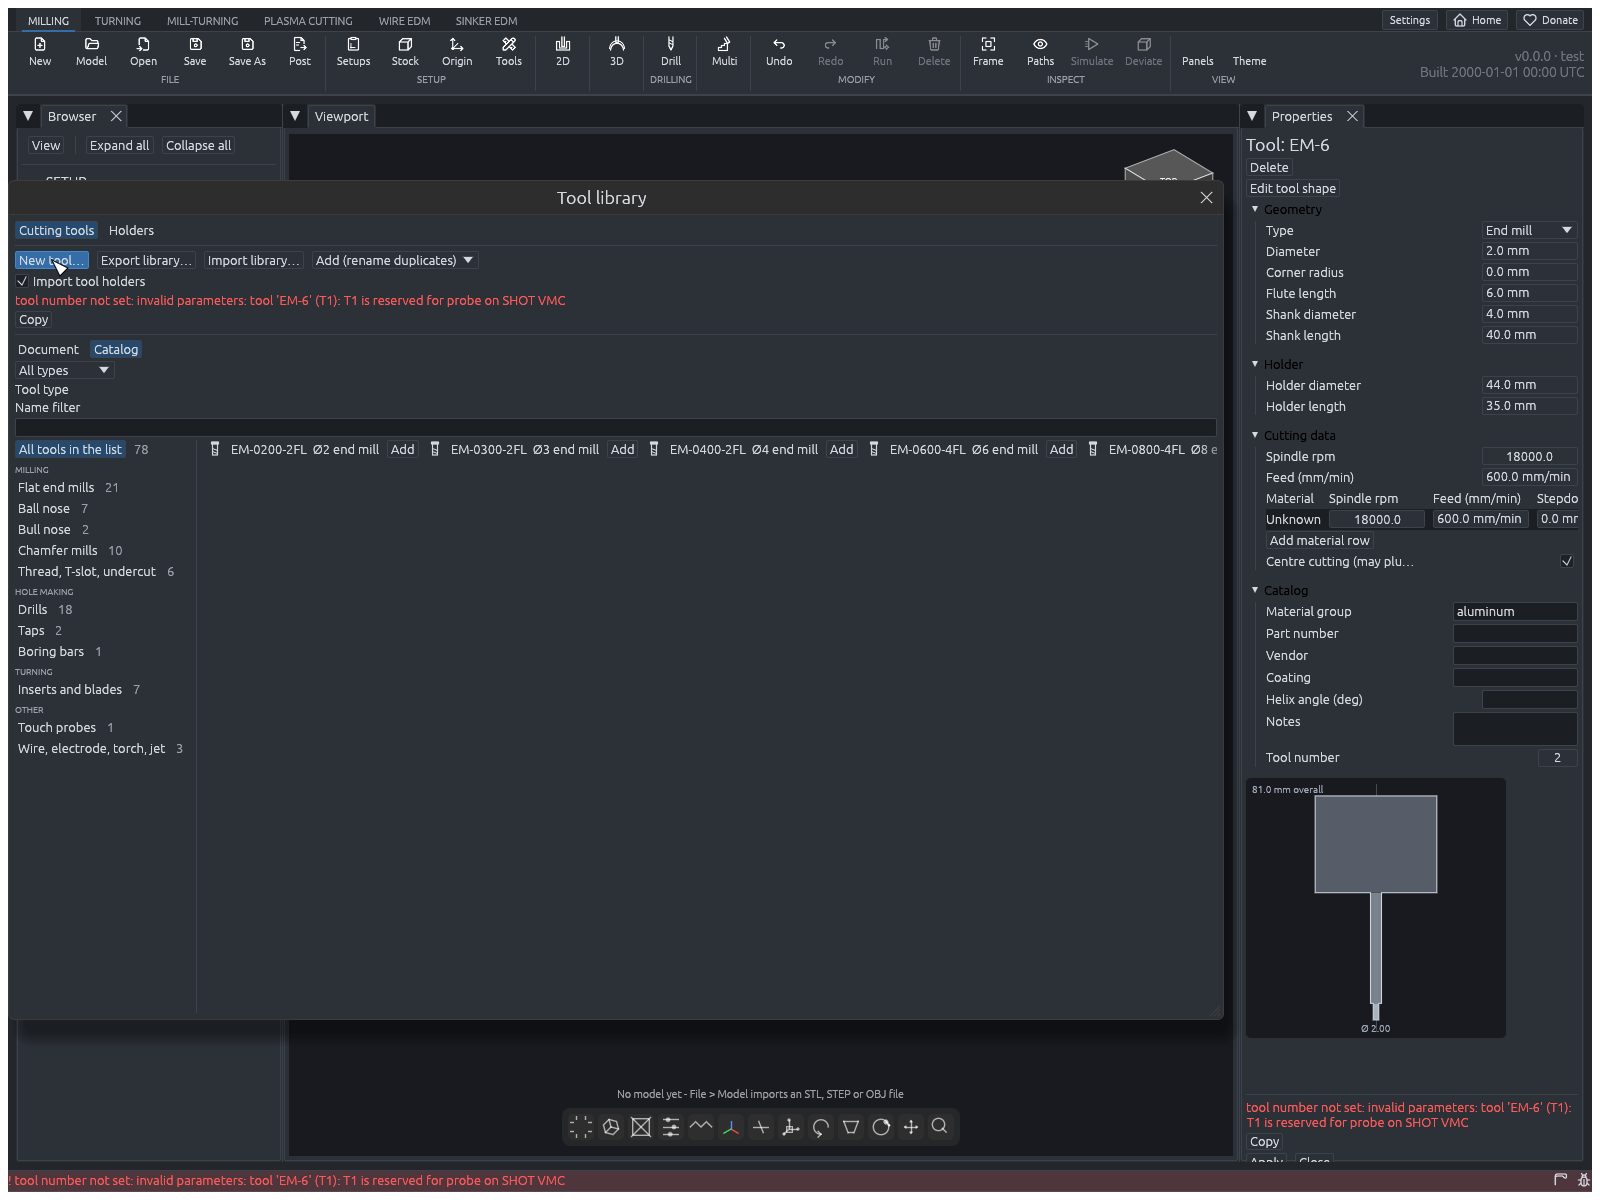 MILLING TURNING MILL-TURNING PLASMA CUTTING WIRE EDM SINKER EDM Settings Home Donate
New Model Open Save Save As Post Setups Stock Origin Tools 2D 3D Drill Multi Undo Redo Run Delete Frame Paths Simulate Deviate Panels Theme
FILE SETUP DRILLING MODIFY INSPECT VIEW
v0.0.0 · test
Built 2000-01-01 00:00 UTC
Browser
View Expand all Collapse all
Viewport
Tool library
Cutting tools Holders
New tool... Export library... Import library... Add (rename duplicates)
Import tool holders
tool number not set: invalid parameters: tool 'EM-6' (T1): T1 is reserved for probe on SHOT VMC
Copy
Document Catalog
All types
Tool type
Name filter
All tools in the list 78
MILLING
Flat end mills 21
Ball nose 7
Bull nose 2
Chamfer mills 10
Thread, T-slot, undercut 6
HOLE MAKING
Drills 18
Taps 2
Boring bars 1
TURNING
Inserts and blades 7
OTHER
Touch probes 1
Wire, electrode, torch, jet 3
EM-0200-2FL Ø2 end mill Add EM-0300-2FL Ø3 end mill Add EM-0400-2FL Ø4 end mill Add EM-0600-4FL Ø6 end mill Add EM-0800-4FL Ø8 e
No model yet - File > Model imports an STL, STEP or OBJ file
Properties
Tool: EM-6
Delete
Edit tool shape
Geometry
Type End mill
Diameter 2.0 mm
Corner radius 0.0 mm
Flute length 6.0 mm
Shank diameter 4.0 mm
Shank length 40.0 mm
Holder
Holder diameter 44.0 mm
Holder length 35.0 mm
Cutting data
Spindle rpm 18000.0
Feed (mm/min) 600.0 mm/min
Material Spindle rpm Feed (mm/min) Stepdo
Unknown 18000.0 600.0 mm/min 0.0 mr
Add material row
Centre cutting (may plu...
Catalog
Material group aluminum
Part number
Vendor
Coating
Helix angle (deg)
Notes
Tool number 2
81.0 mm overall
Ø 2.00
tool number not set: invalid parameters: tool 'EM-6' (T1):
T1 is reserved for probe on SHOT VMC
Copy
Apply Close
! tool number not set: invalid parameters: tool 'EM-6' (T1): T1 is reserved for probe on SHOT VMC